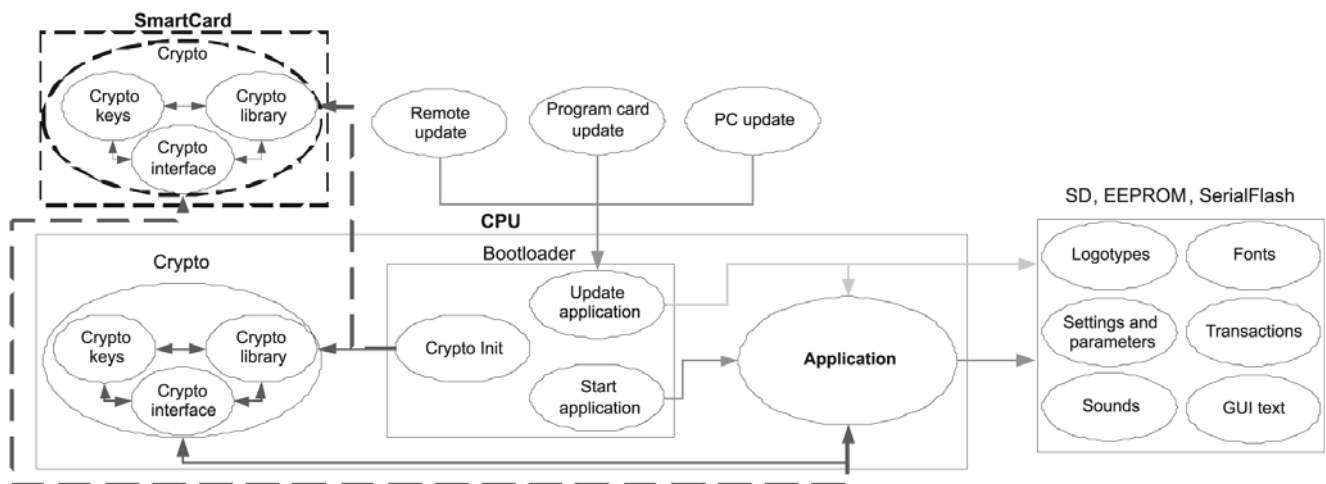 SmartCard
Crypto
Crypto
keys
Crypto
library
Crypto
interface
Remote
update
Program card
update
PC update
SD, EEPROM, SerialFlash
CPU
Bootloader
Crypto
Crypto
keys
Crypto
library
Crypto
interface
Crypto Init
Update
application
Start
application
Application
Logotypes
Fonts
Settings and
parameters
Transactions
Sounds
GUI text